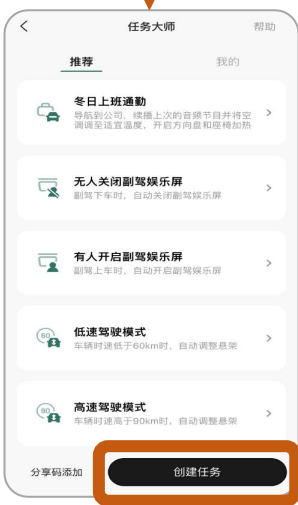 任务大师
帮助
推荐
我的
冬日上班通勤
导航到公司，续播上次的音频节目并将空
调调至适宜温度，开启方向盘和座椅加热
无人关闭副驾娱乐屏
副驾下车时，自动关闭副驾娱乐屏
有人开启副驾娱乐屏
副驾上车时，自动开启副驾娱乐屏
60
低速驾驶模式
车辆时速低于60km时，自动调整悬架
90
高速驾驶模式
车辆时速高于90km时，自动调整悬架
分享码添加
创建任务